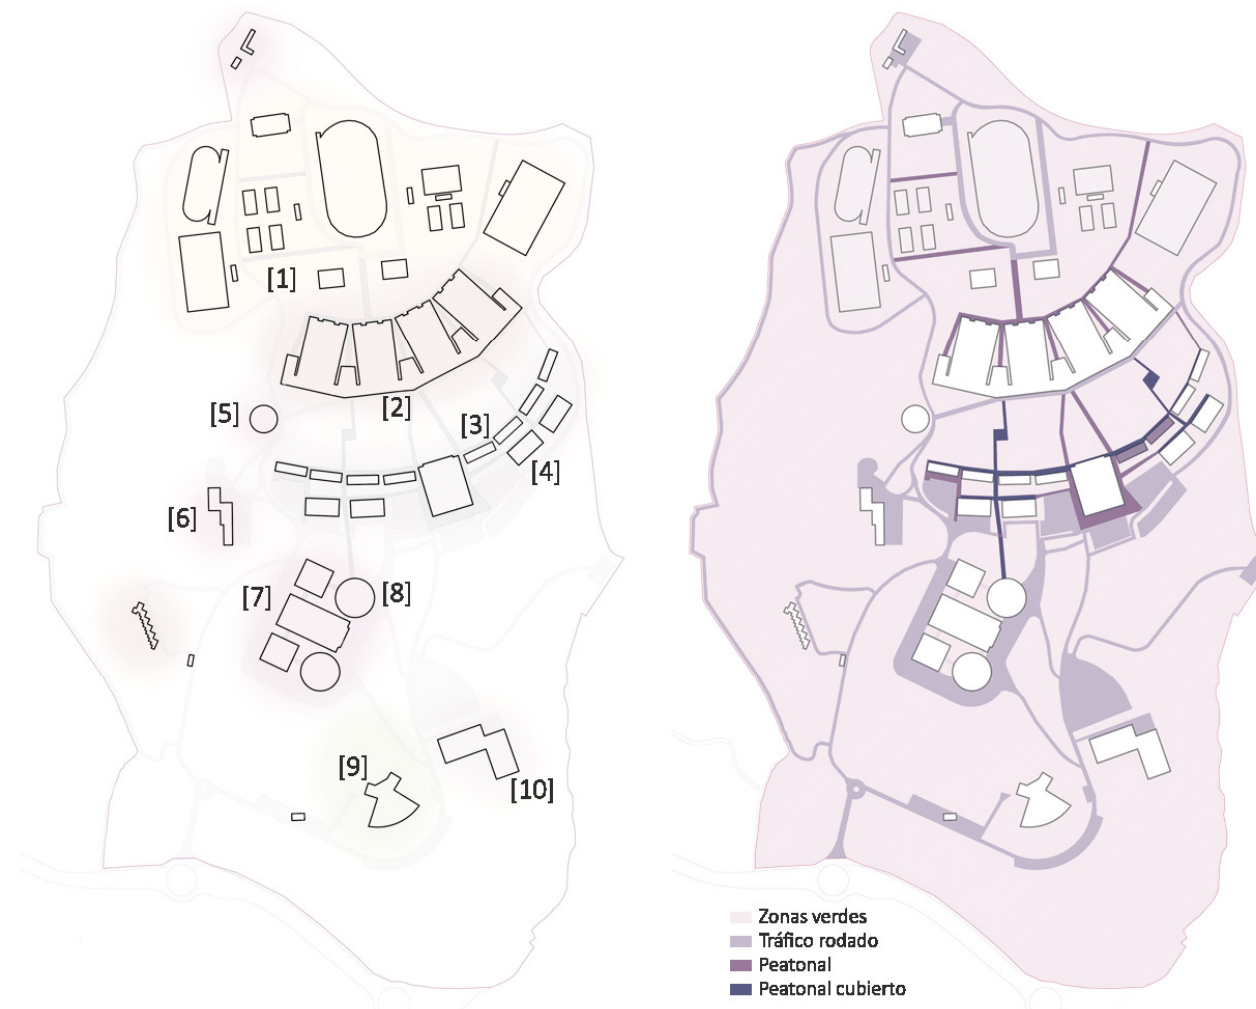 [1]
[2]
[3]
[4]
[5]
[6]
[7]
[8]
[9]
[10]
Zonas verdes
Tráfico rodado
Peatonal
Peatonal cubierto